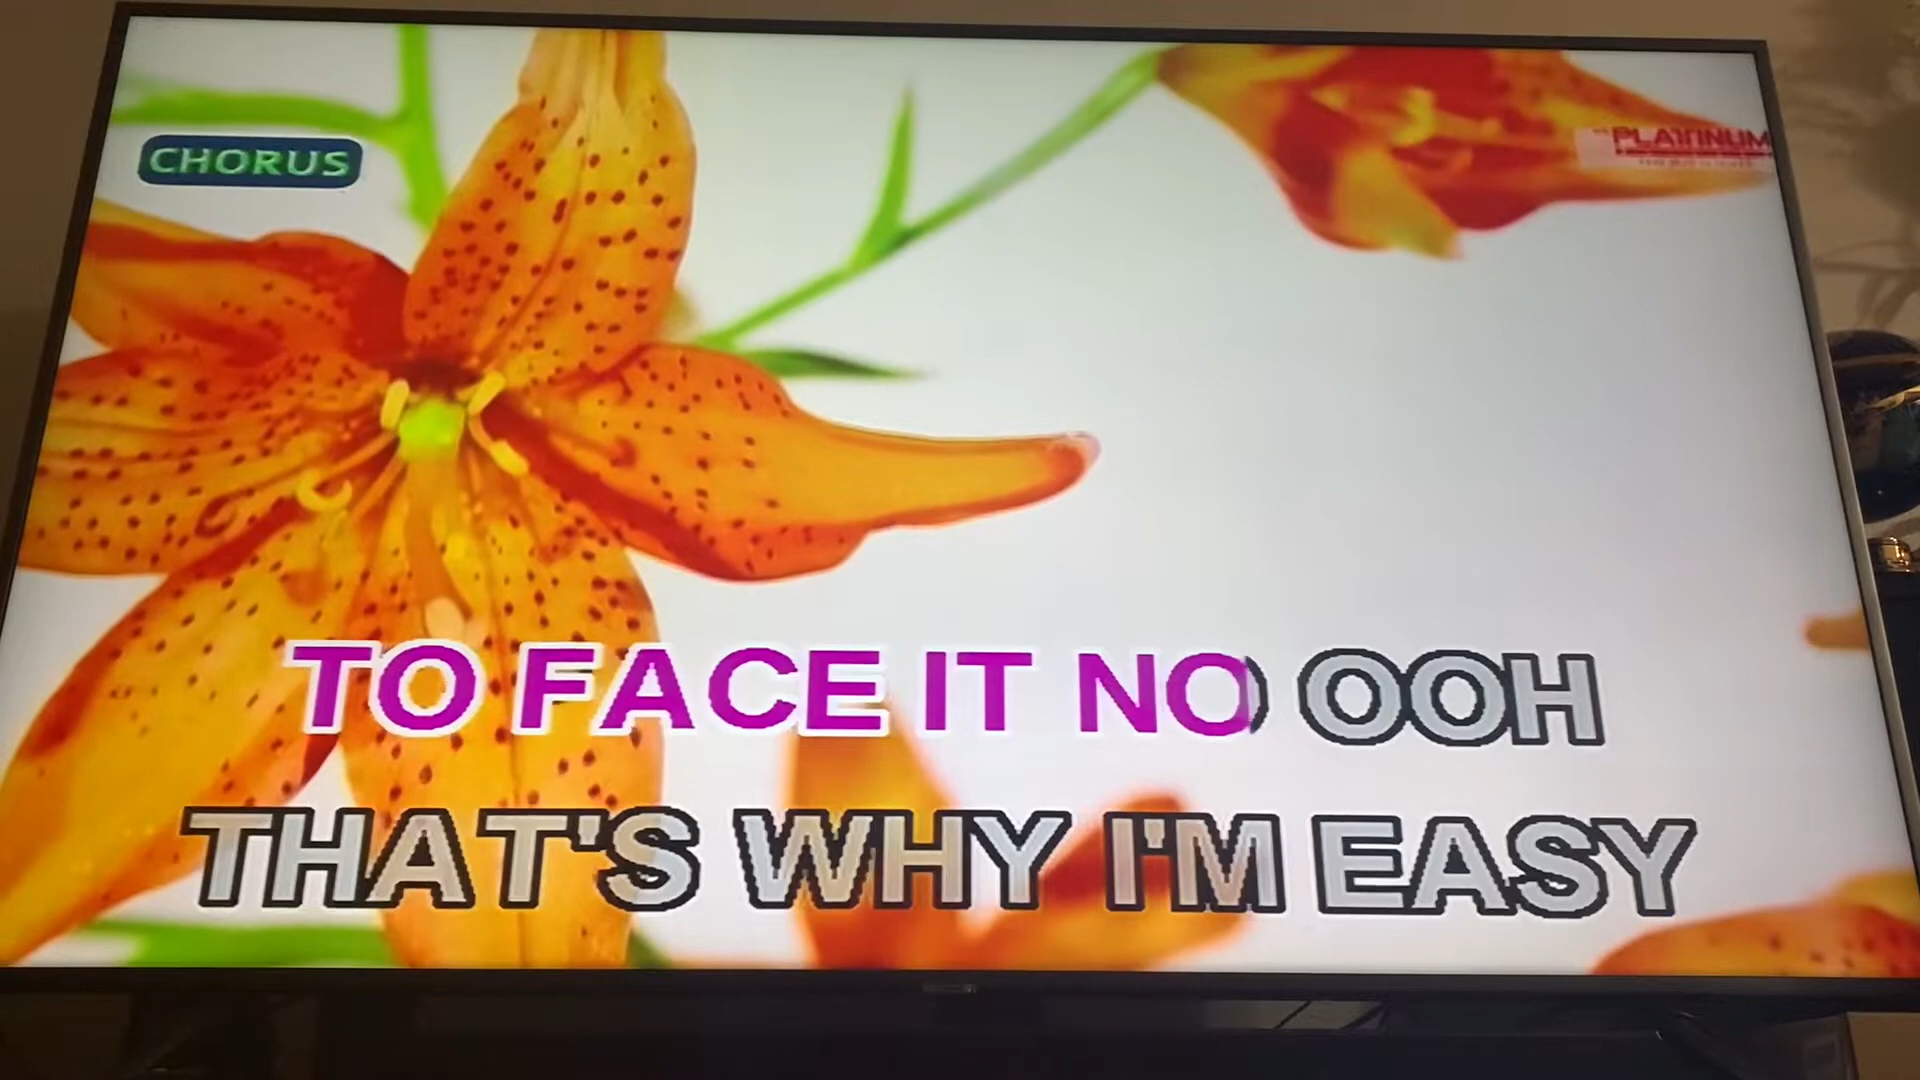 CHORUS
PLATINUM
TO FACE IT NO OOH
THAT'S WHY I'M EASY